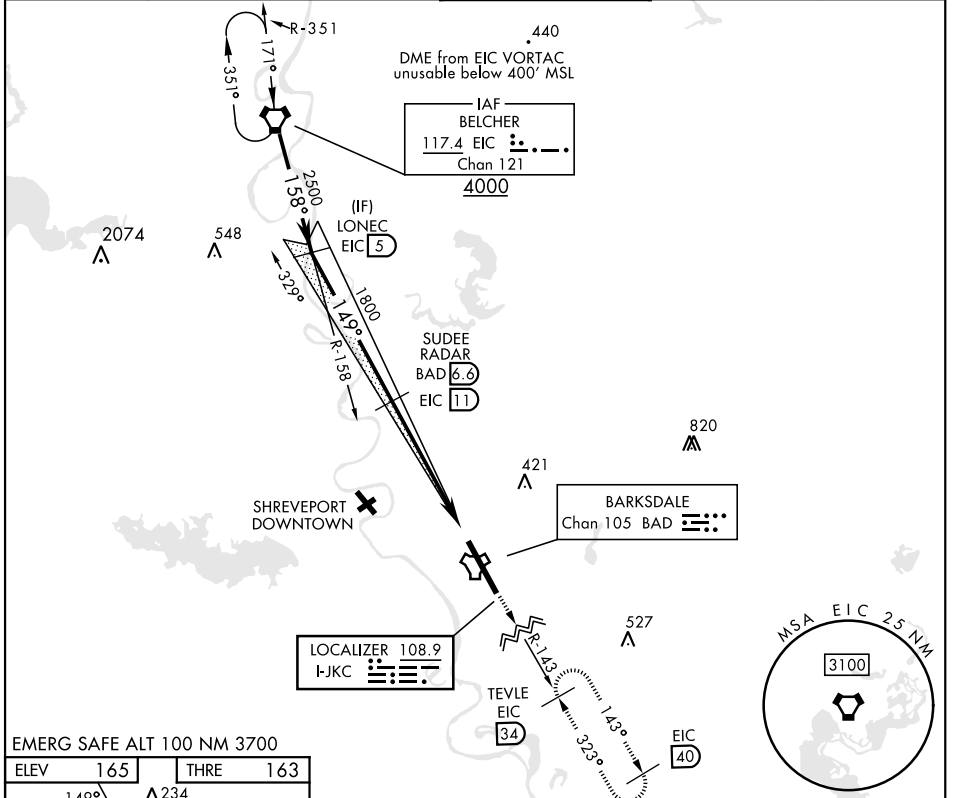 R-351
171°
351°
.440
DME from EIC VORTAC
unusable below 400' MSL
IAF
BELCHER
117.4 EIC
Chan 121
4000
2500
158°
(IF)
LONEC
EIC 5
2074
548
329°
1800
149°
R-158
SUDEE
RADAR
BAD 6.6
EIC 11
820
421
SHREVEPORT
DOWNTOWN
BARKSDALE
Chan 105 BAD
LOCALIZER 108.9
I-JKC
527
R-143
TEVLE
EIC
34
143°
323°
EIC
40
MSA EIC 25 NM
3100
EMERG SAFE ALT 100 NM 3700
ELEV 165
THRE 163
149°
234